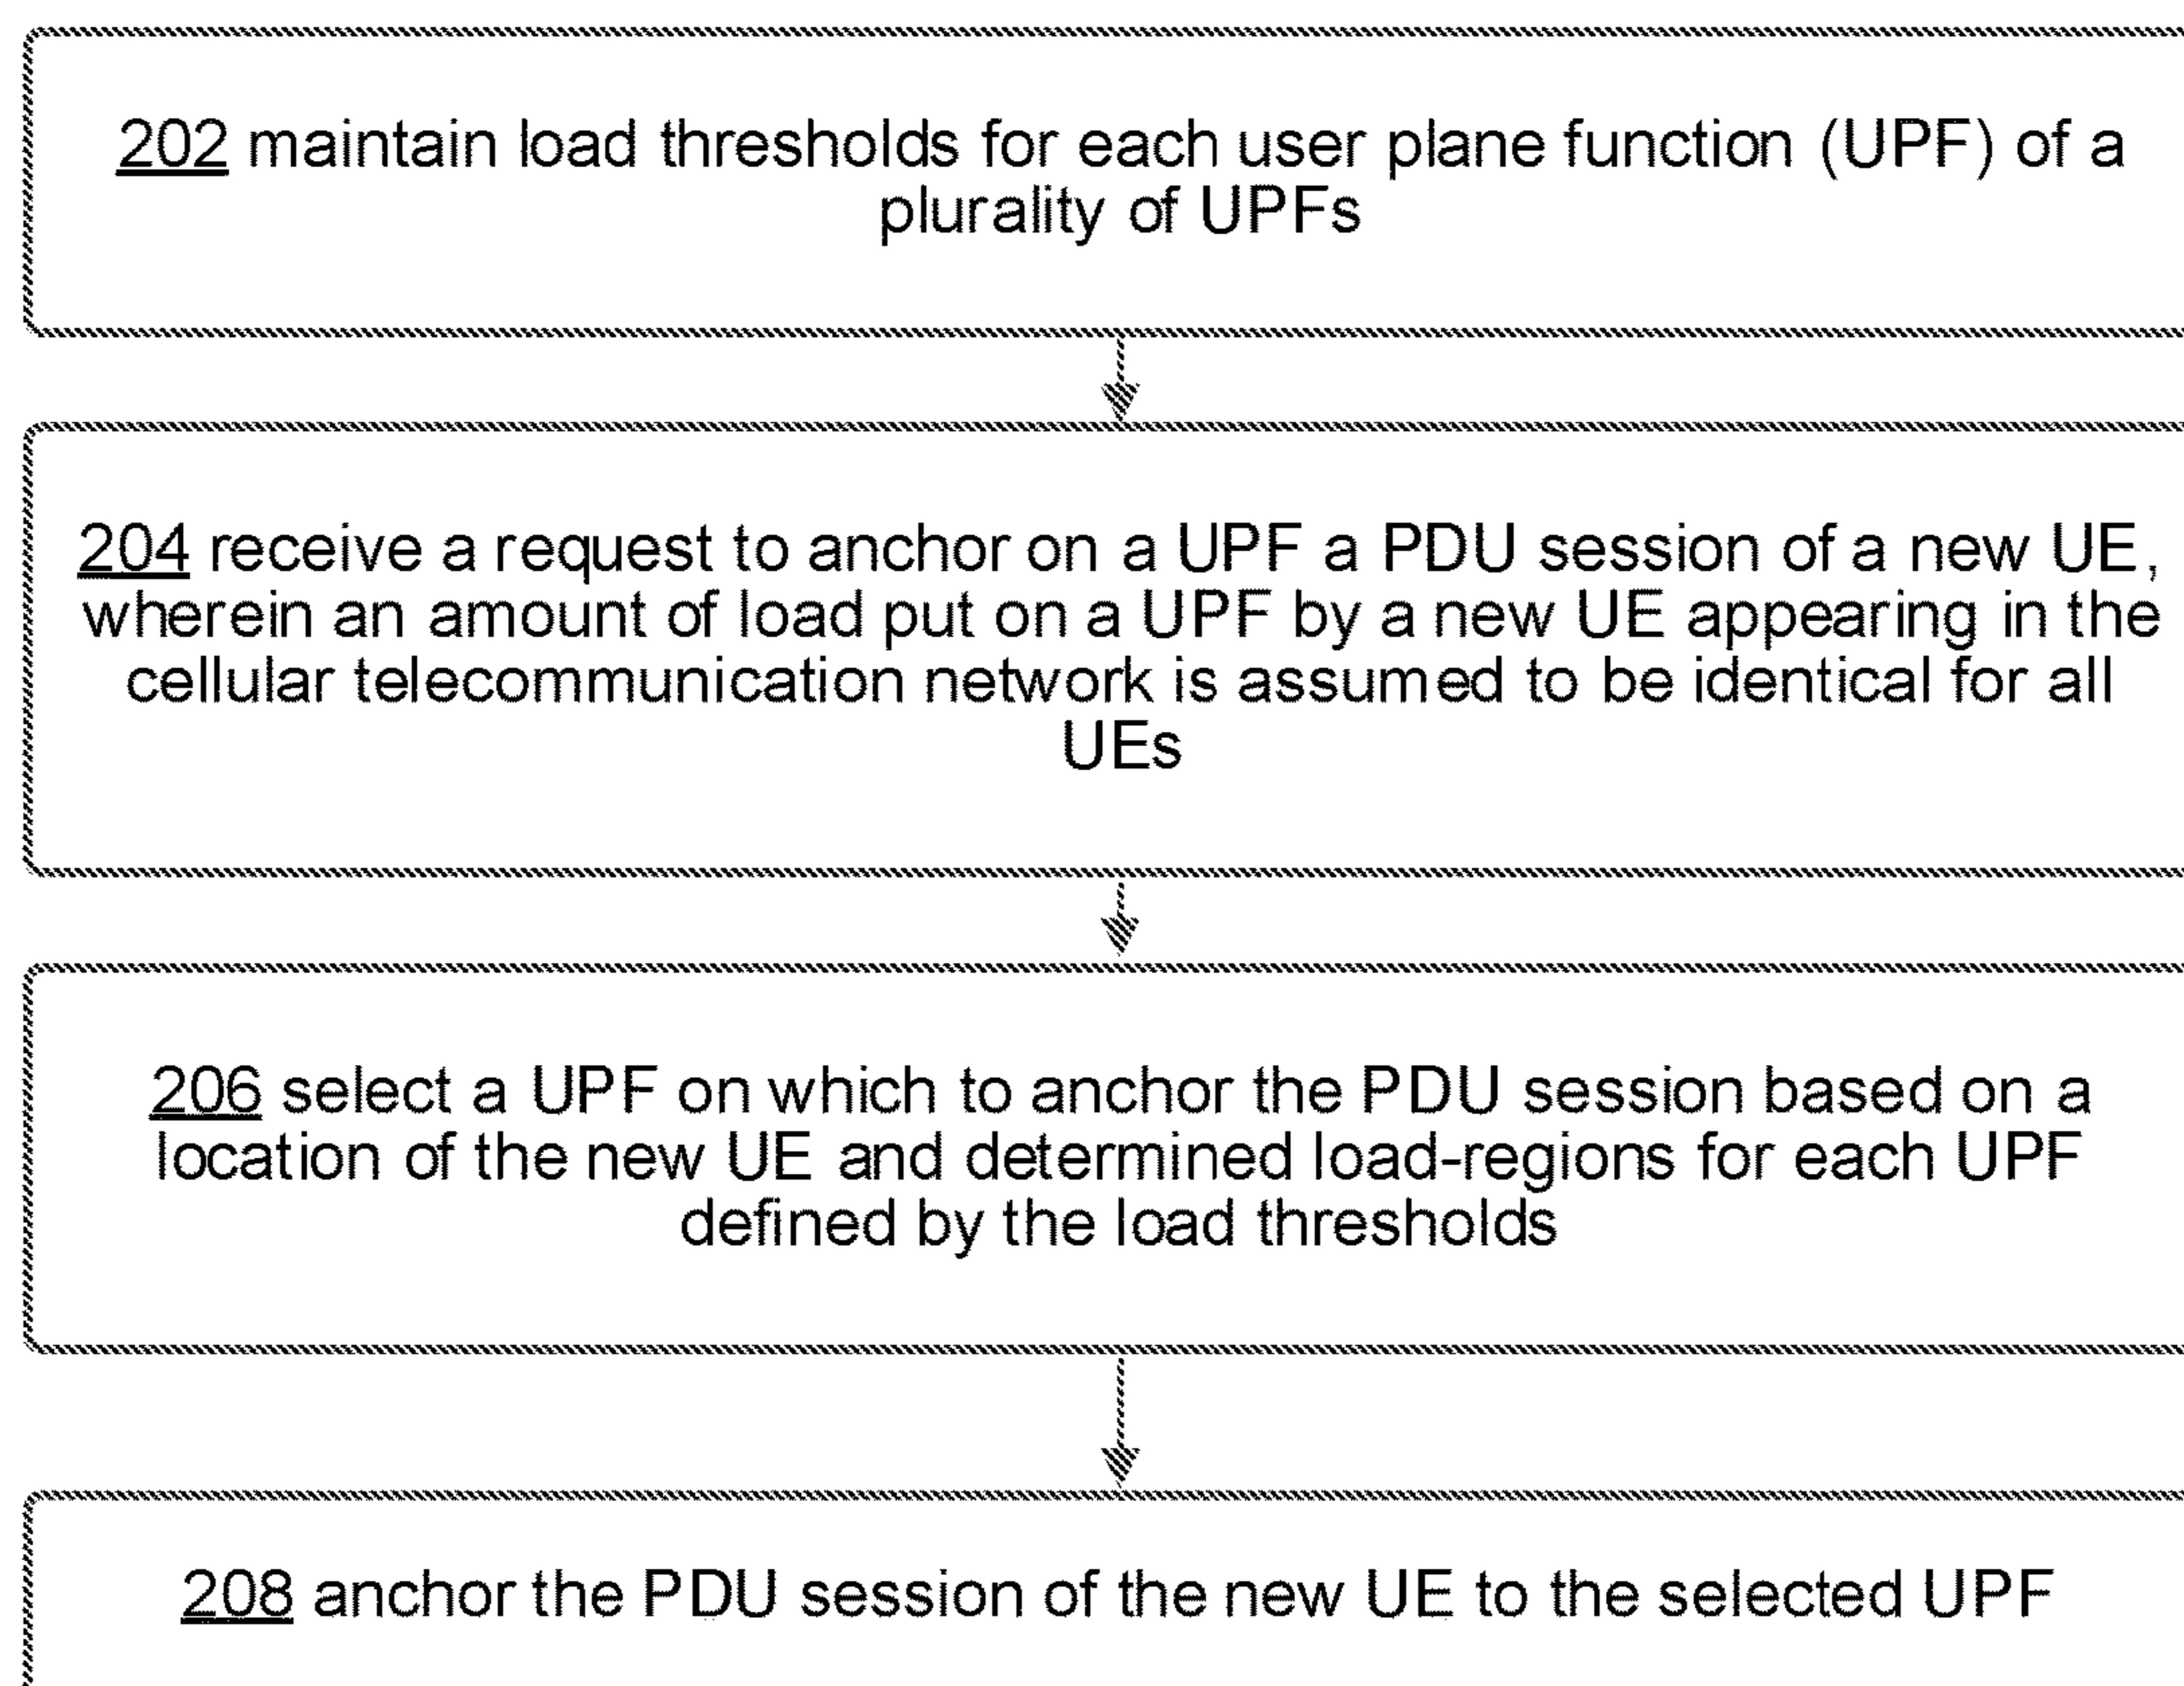 202 maintain load thresholds for each user plane function (UPF) of a
plurality of UPFs
204 receive a request to anchor on a UPF a PDU session of a new UE,
wherein an amount of load put on a UPF by a new UE appearing in the
cellular telecommunication network is assumed to be identical for all
UEs
206 select a UPF on which to anchor the PDU session based on a
location of the new UE and determined load-regions for each UPF
defined by the load thresholds
208 anchor the PDU session of the new UE to the selected UPF